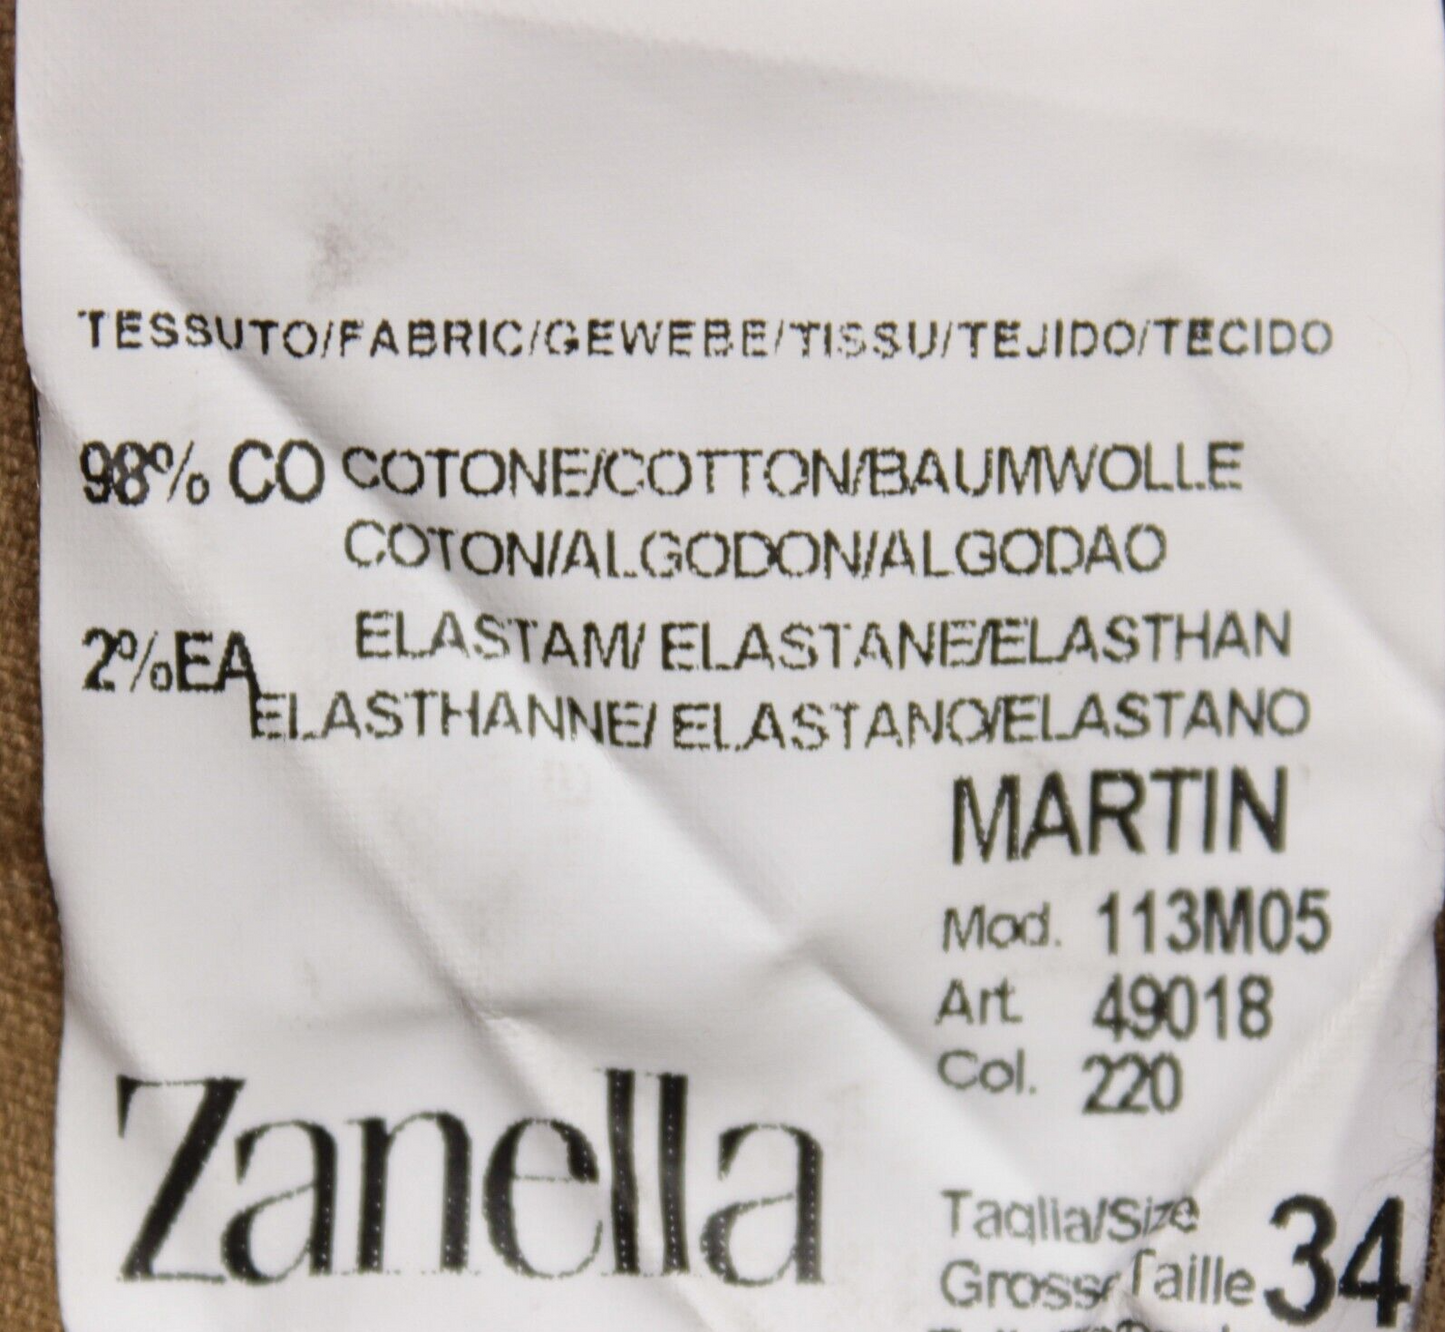 TESSUTO/FABRIC/GEWEBE/TISSU/TEJIDO/TECIDO
98% CO COTONE/COTTON/BAUMWOLLE
COTON/ALGODON/ALGODAO
2%EA ELASTAM/ ELASTANE/ELASTHAN
ELASTHANNE/ ELASTANO/ELASTANO
MARTIN
Mod. 113M05
Art. 49018
Col. 220
Zanella
Taglia/Size
Taille 34